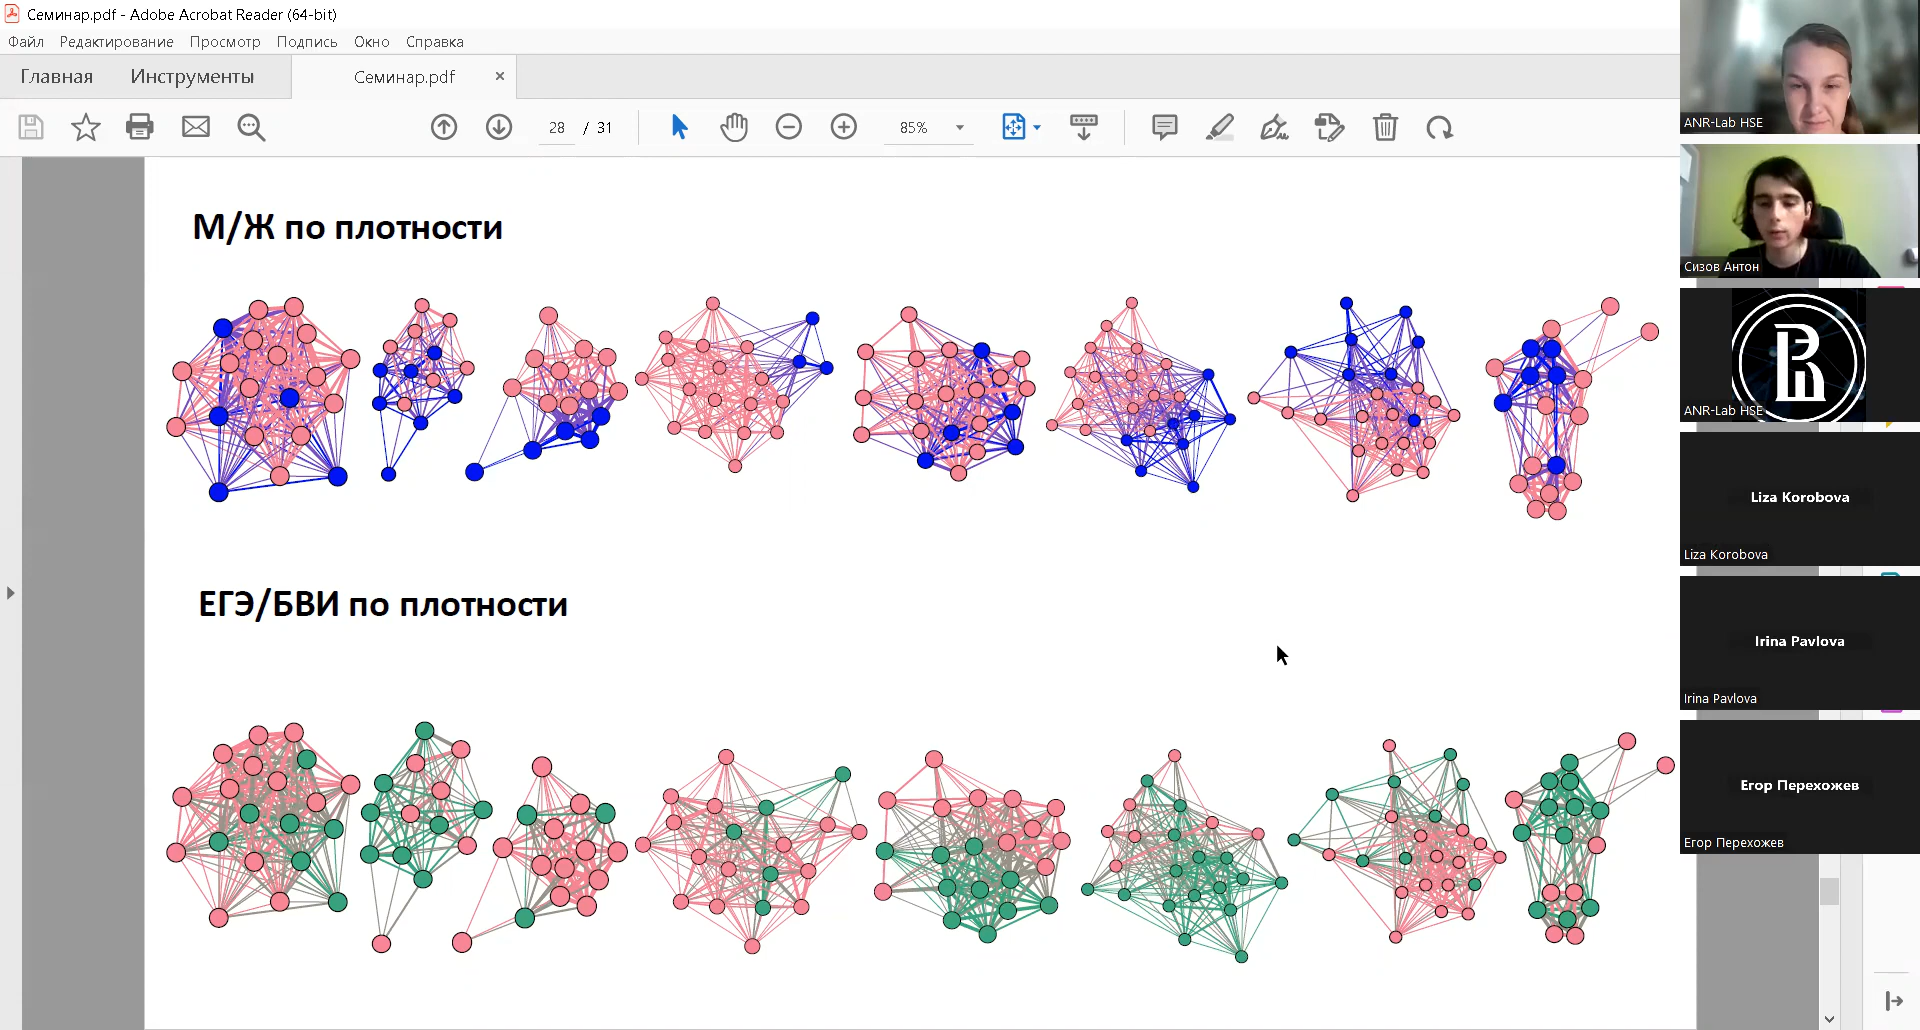 Семинар.pdf - Adobe Acrobat Reader (64-bit)
Файл Редактирование Просмотр Подпись Окно Справка
Главная Инструменты Семинар.pdf ×
28 / 31 85%
М/Ж по плотности
ЕГЭ/БВИ по плотности
ANR-Lab HSE
Сизов Антон
ANR-Lab HSE
Liza Korobova
Liza Korobova
Irina Pavlova
Irina Pavlova
Егор Перехожев
Егор Перехожев